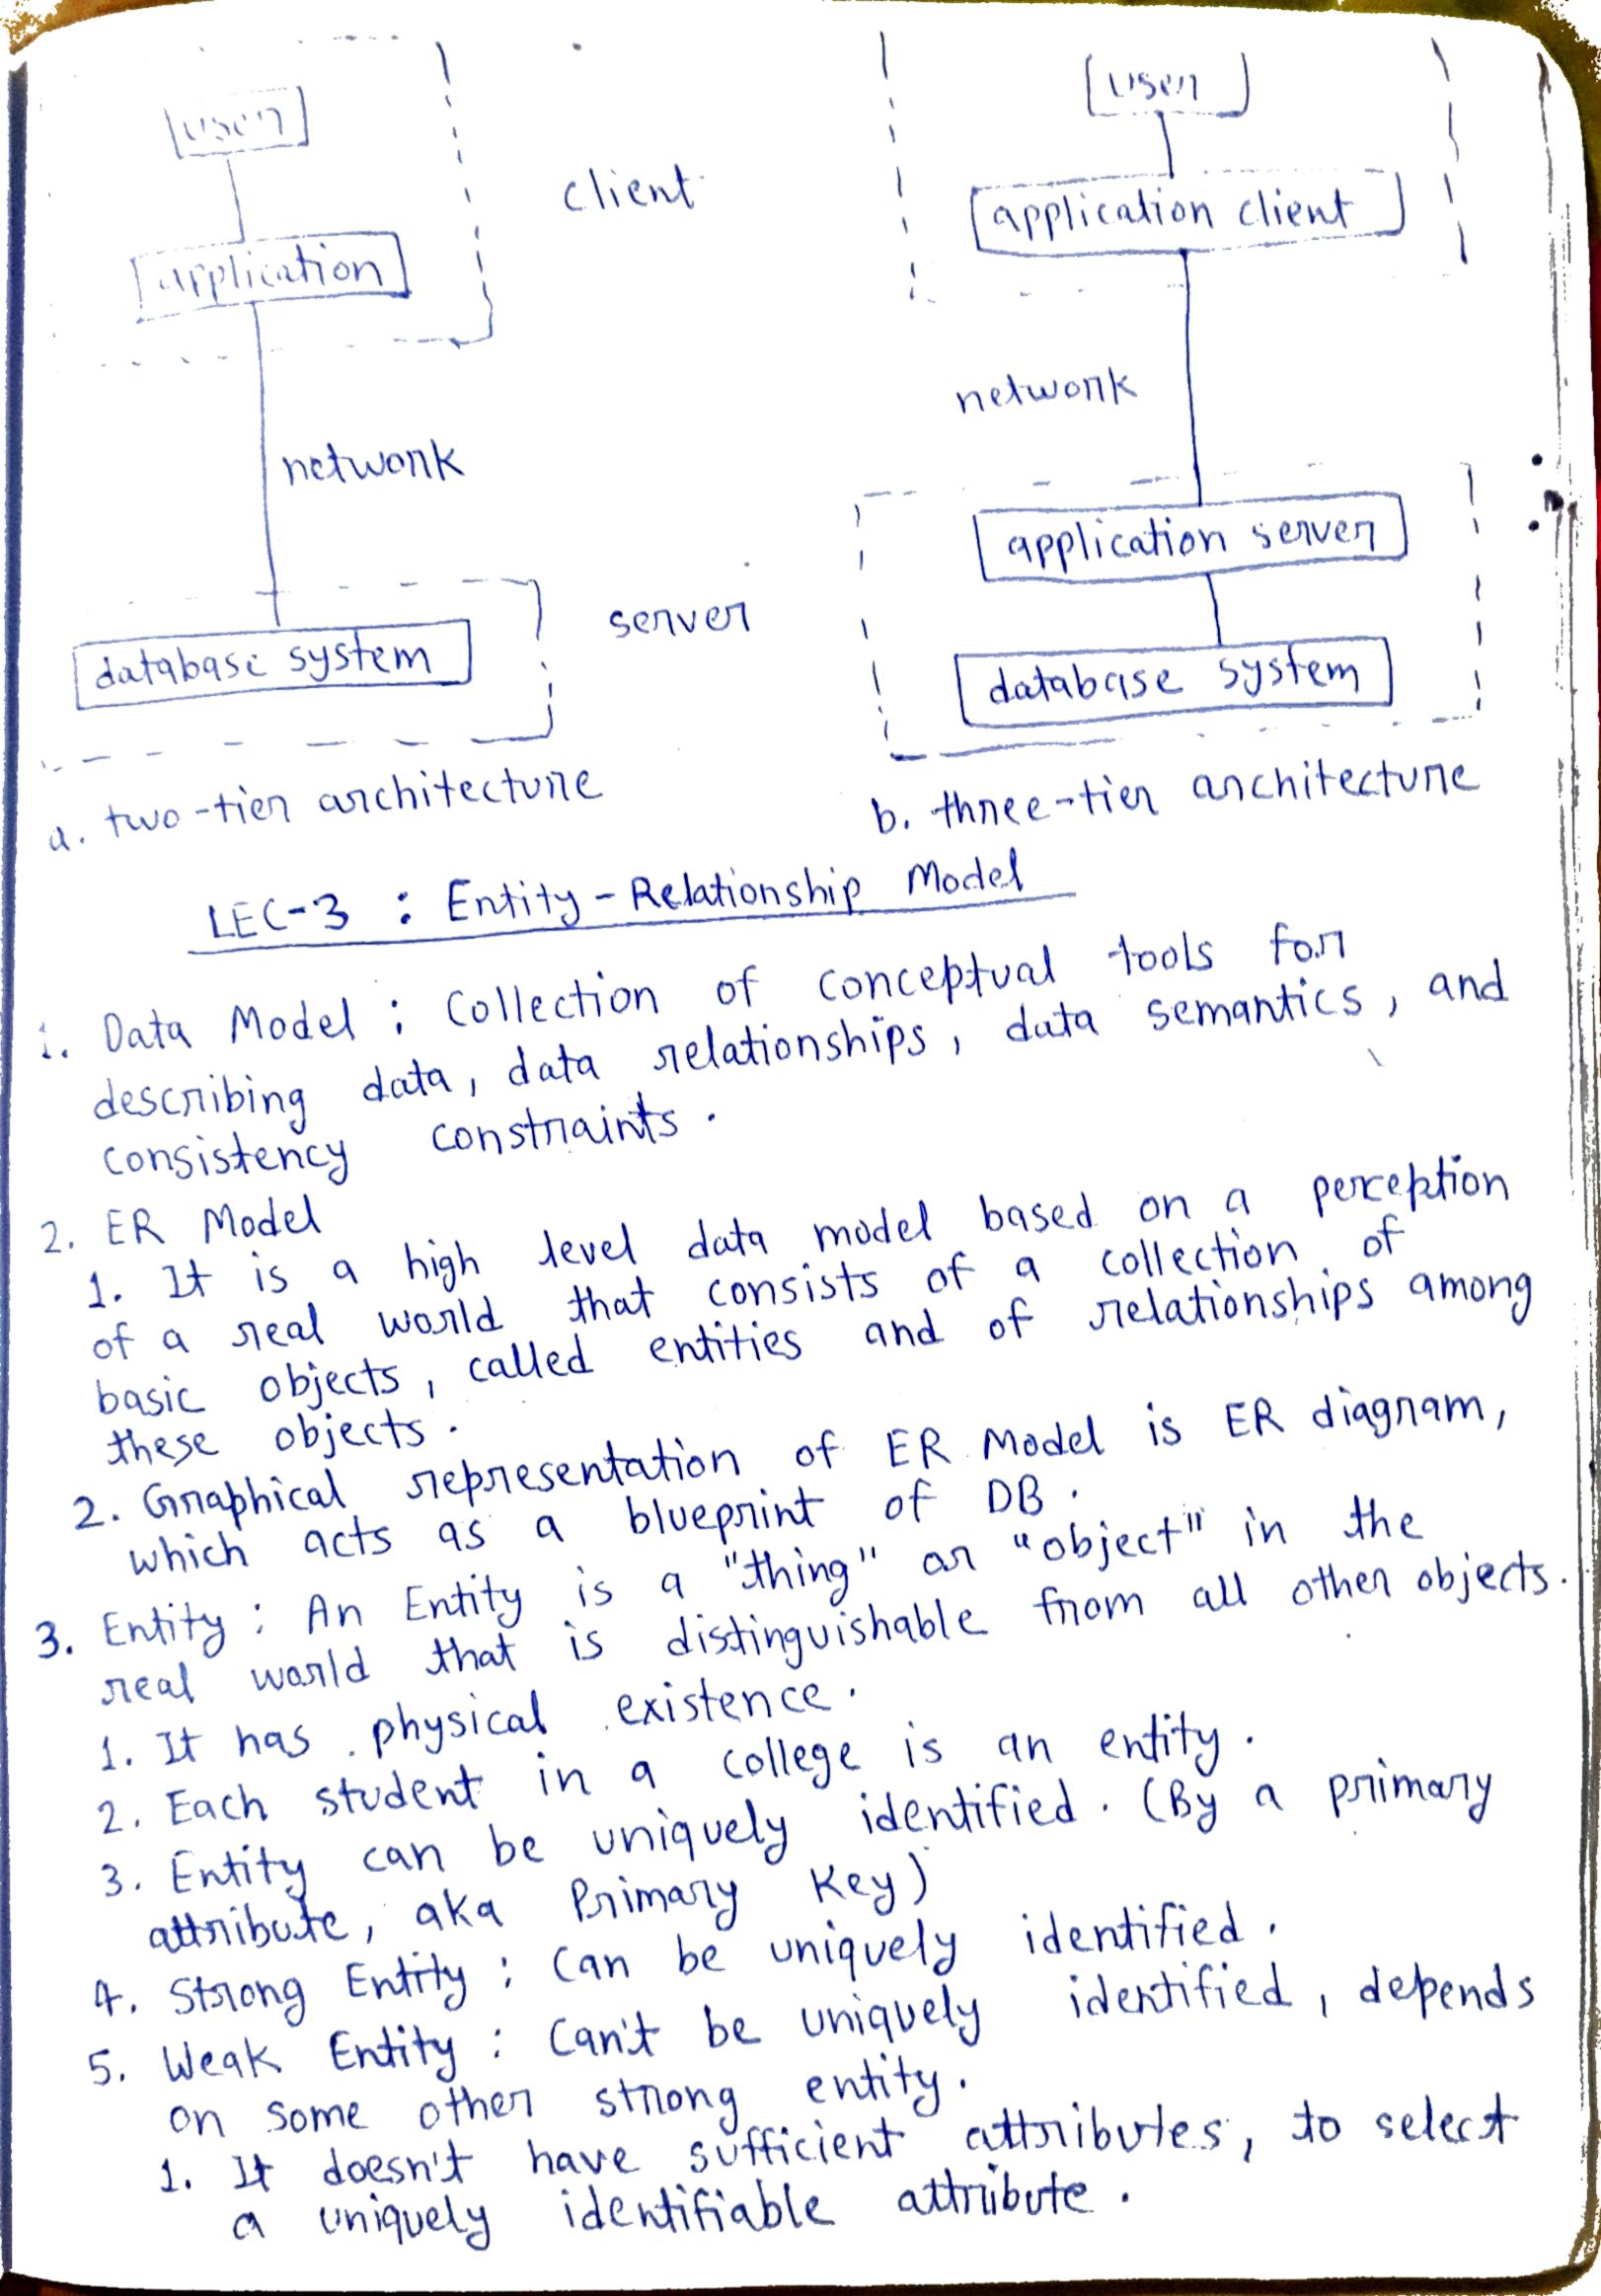 user
application
client
network
database system
server
a. two-tier architecture
user
application client
network
application server
database system
b. three-tier architecture
LEC-3 : Entity-Relationship Model
1. Data Model : Collection of conceptual tools for
describing data, data relationships, data semantics, and
consistency constraints.
2. ER Model
1. It is a high level data model based on a perception
of a real world that consists of a collection of
basic objects, called entities and of relationships among
these objects.
2. Graphical representation of ER Model is ER diagram,
which acts as a blueprint of DB.
3. Entity : An Entity is a "thing" or "object" in the
real world that is distinguishable from all other objects.
1. It has physical existence.
2. Each student in a college is an entity.
3. Entity can be uniquely identified. (By a primary
attribute, aka Primary Key)
4. Strong Entity : Can be uniquely identified.
5. Weak Entity : Can't be uniquely identified, depends
on some other strong entity.
1. It doesn't have sufficient attributes, to select
a uniquely identifiable attribute.